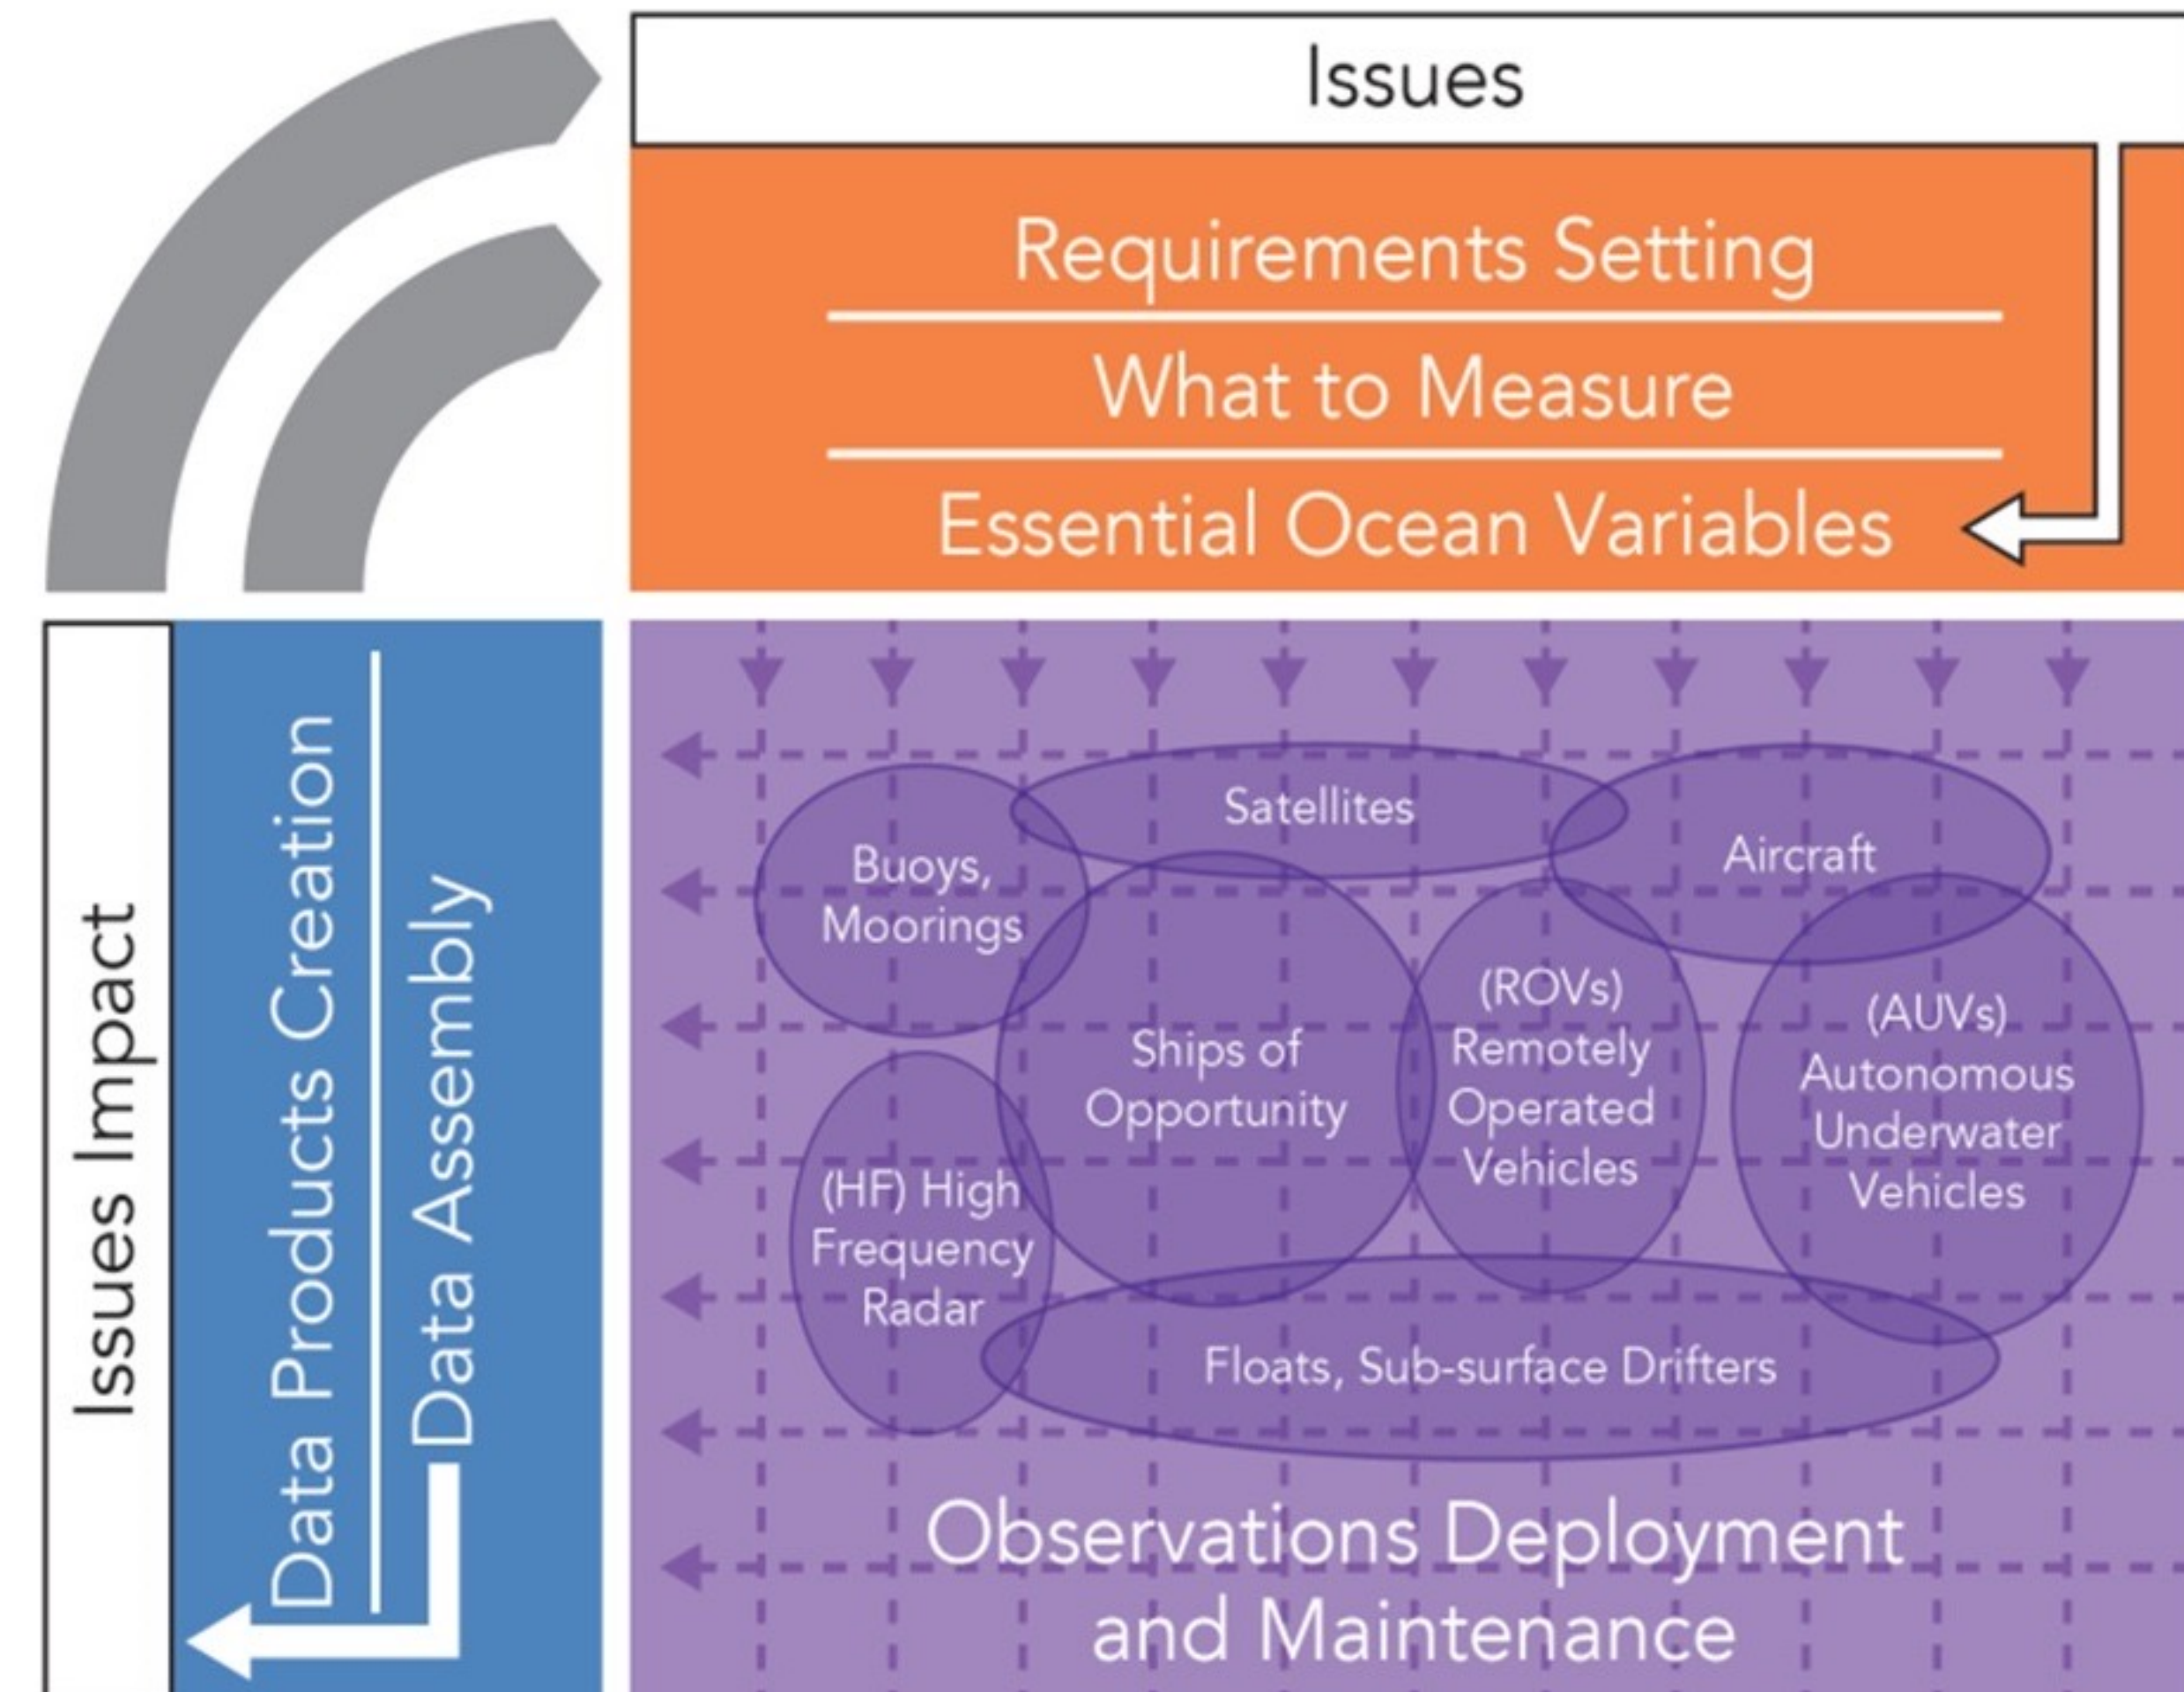 Issues
Requirements Setting
What to Measure
Essential Ocean Variables
Issues Impact
Data Products Creation
Data Assembly
Satellites
Aircraft
Buoys,
Moorings
Ships of
Opportunity
(ROVs)
Remotely
Operated
Vehicles
(AUVs)
Autonomous
Underwater
Vehicles
(HF) High
Frequency
Radar
Floats, Sub-surface Drifters
Observations Deployment
and Maintenance